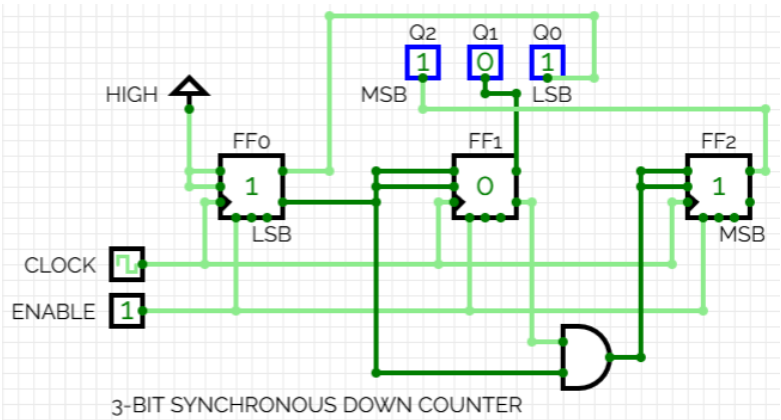 Q2 Q1 Q0
1 0 1
HIGH
MSB
LSB
FF0 FF1 FF2
1 0 1
LSB
MSB
CLOCK
ENABLE
1
3-BIT SYNCHRONOUS DOWN COUNTER